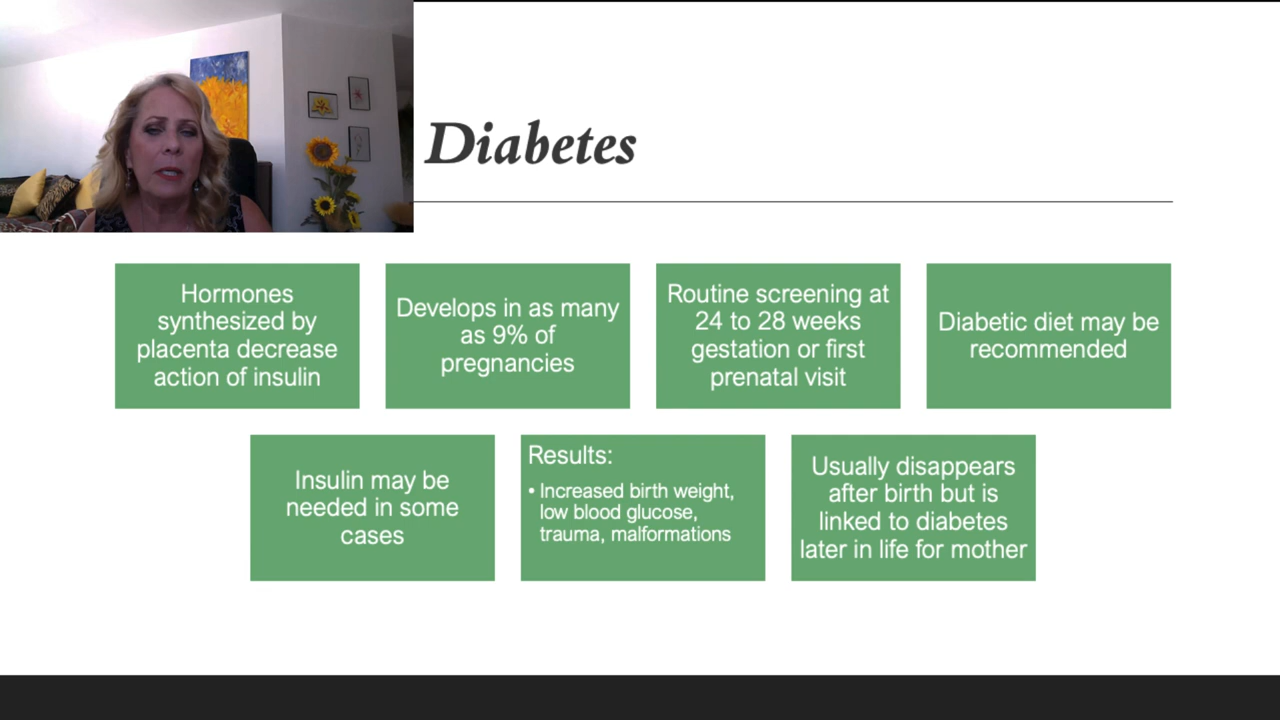 Diabetes
Hormones
synthesized by
placenta decrease
action of insulin
Develops in as many
as 9% of
pregnancies
Routine screening at
24 to 28 weeks
gestation or first
prenatal visit
Diabetic diet may be
recommended
Insulin may be
needed in some
cases
Results:
• Increased birth weight,
low blood glucose,
trauma, malformations
Usually disappears
after birth but is
linked to diabetes
later in life for mother